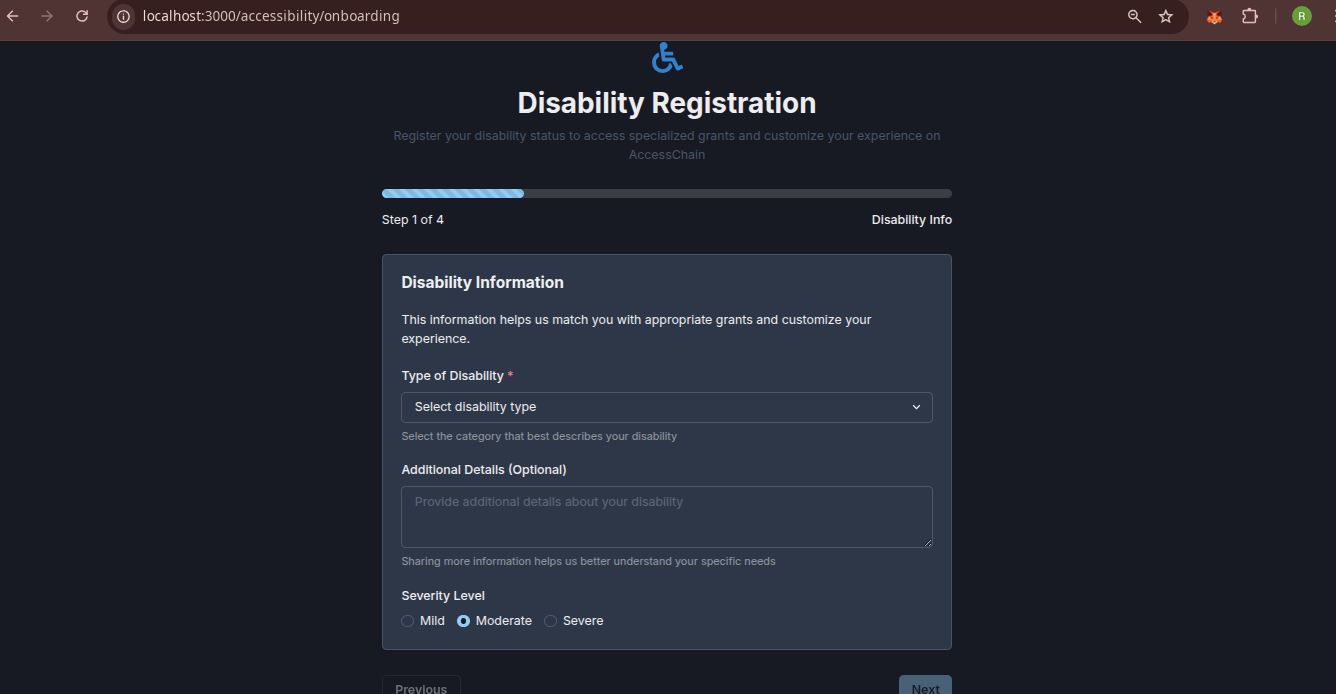 localhost:3000/accessibility/onboarding
R
Disability Registration
Register your disability status to access specialized grants and customize your experience on
AccessChain
Step 1 of 4
Disability Info
Disability Information
This information helps us match you with appropriate grants and customize your
experience.
Type of Disability *
Select disability type
Select the category that best describes your disability
Additional Details (Optional)
Provide additional details about your disability
Sharing more information helps us better understand your specific needs
Severity Level
Mild Moderate Severe
Previous
Next